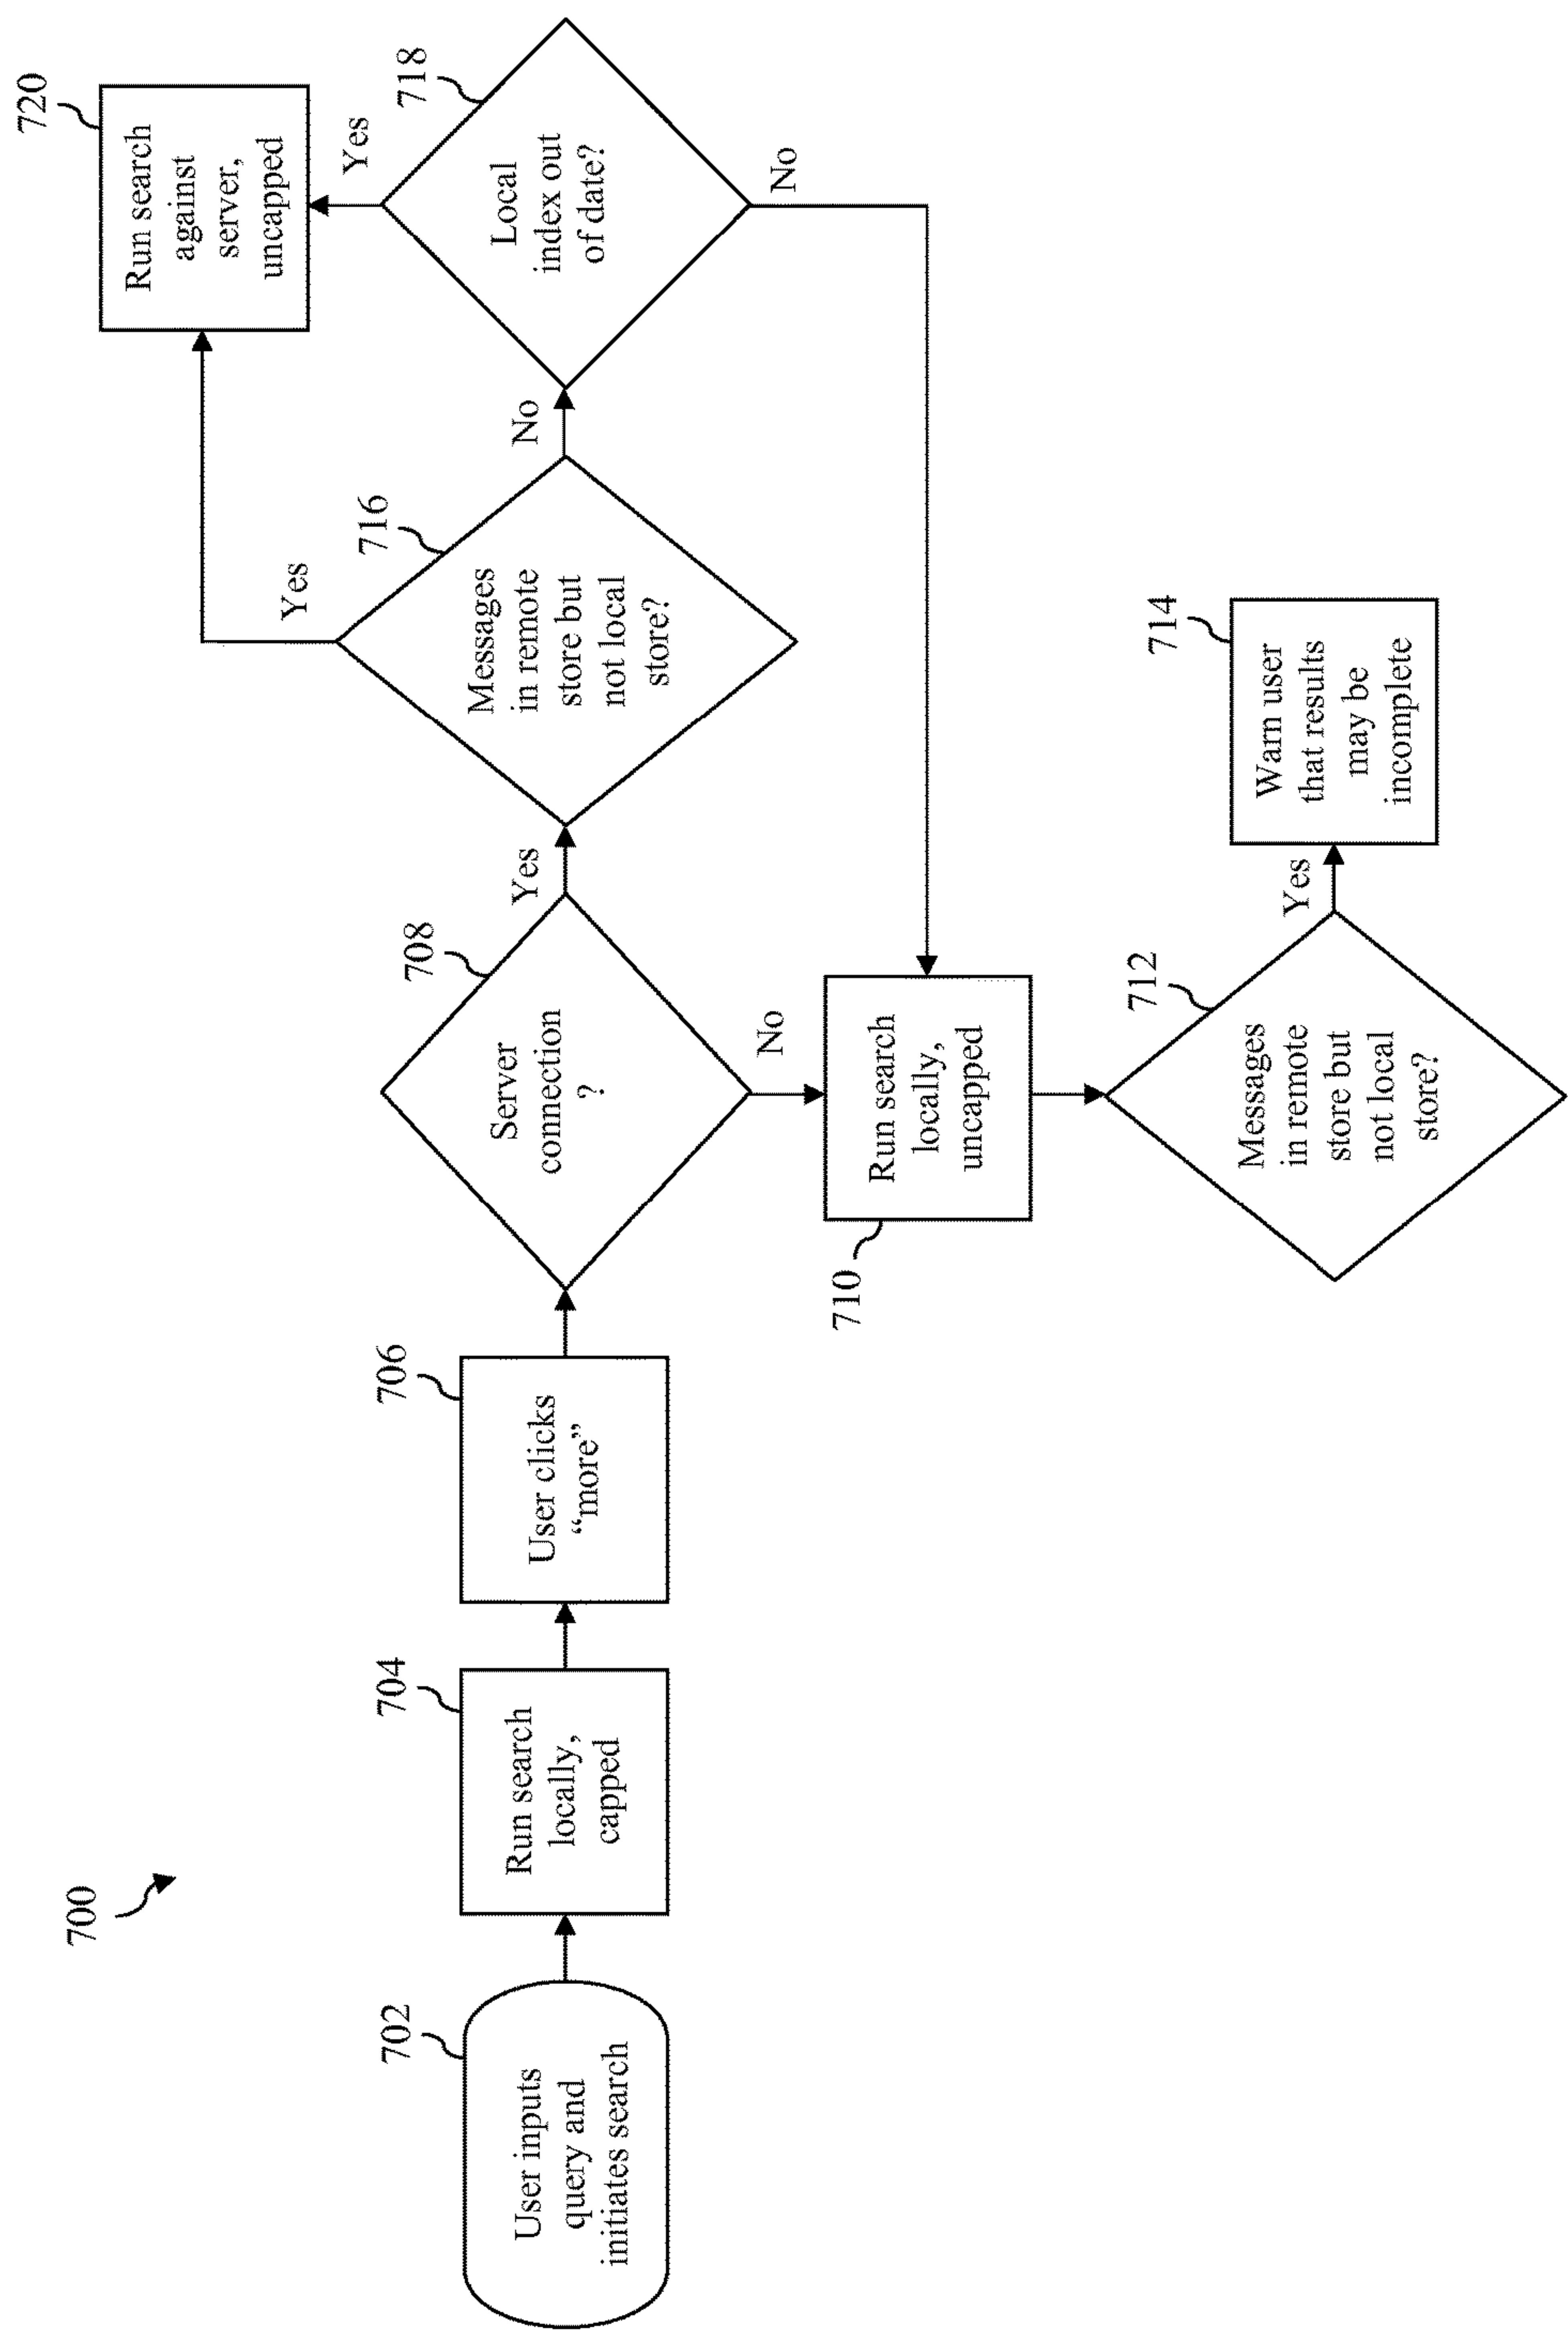 700
702
User inputs
query and
initiates search
704
Run search
locally,
capped
706
User clicks
“more”
708
Server
connection
?
Yes
No
716
Messages
in remote
store but
not local
store?
Yes
No
718
Local
index out
of date?
Yes
No
720
Run search
against
server,
uncapped
710
Run search
locally,
uncapped
712
Messages
in remote
store but
not local
store?
Yes
714
Warn user
that results
may be
incomplete